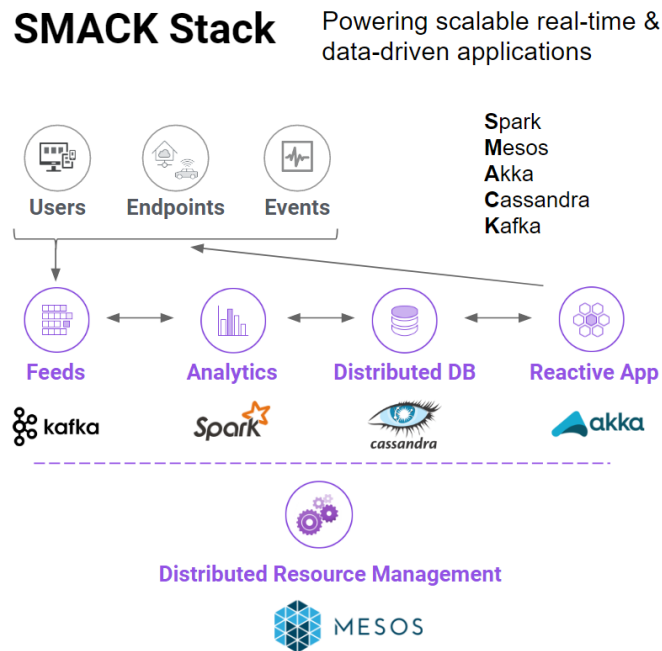 SMACK Stack
Powering scalable real-time &
data-driven applications
Spark
Mesos
Akka
Cassandra
Kafka
Users
Endpoints
Events
Feeds
Analytics
Distributed DB
Reactive App
kafka
Spark
cassandra
akka
Distributed Resource Management
MESOS